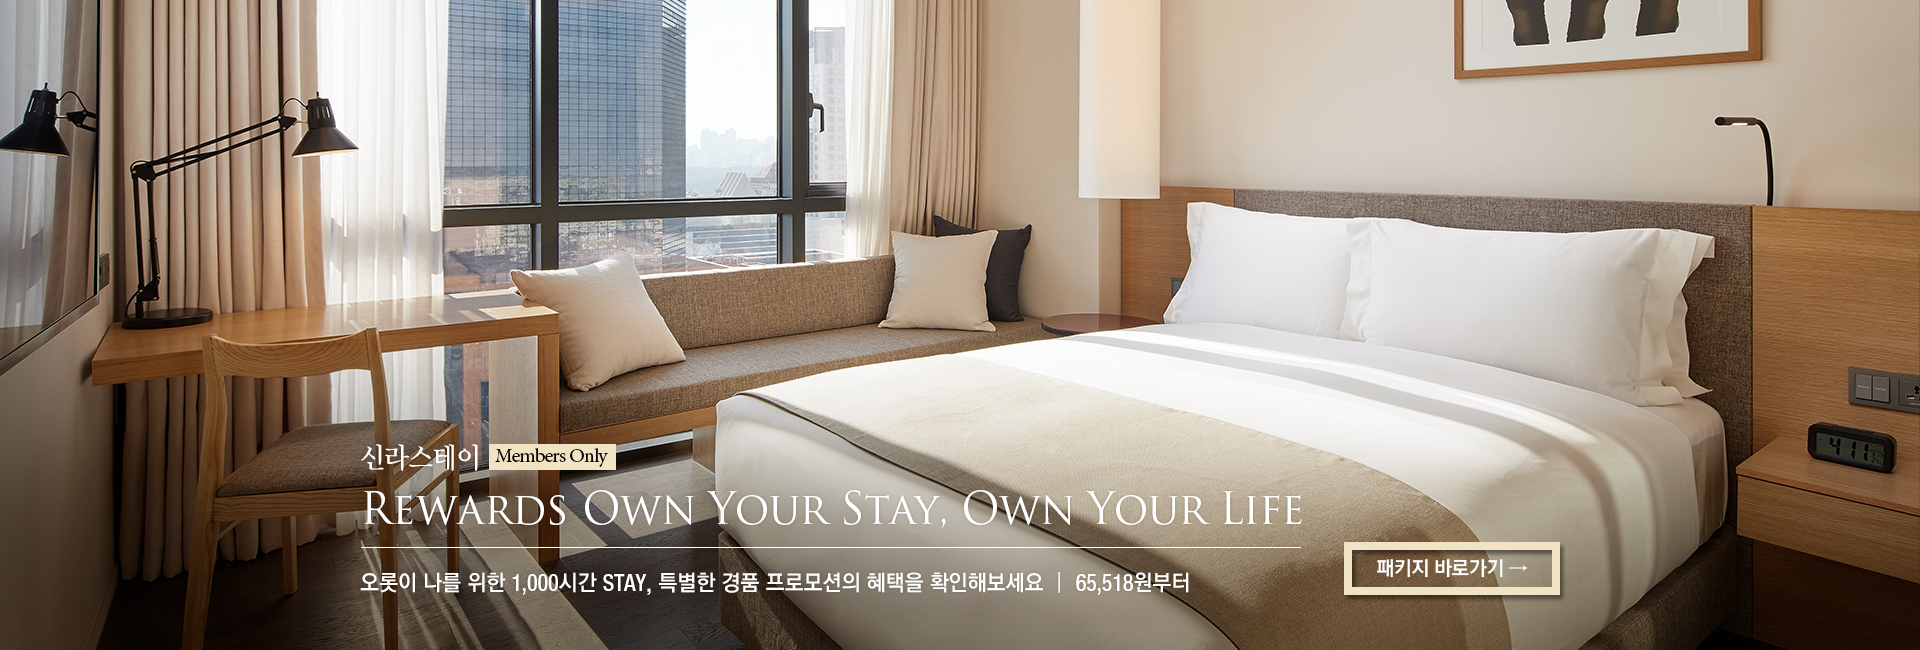 신라스테이 Members Only
REWARDS OWN YOUR STAY, OWN YOUR LIFE
오롯이 나를 위한 1,000시간 STAY, 특별한 경품 프로모션의 혜택을 확인해보세요 | 65,518원부터
패키지 바로가기 →
4:11